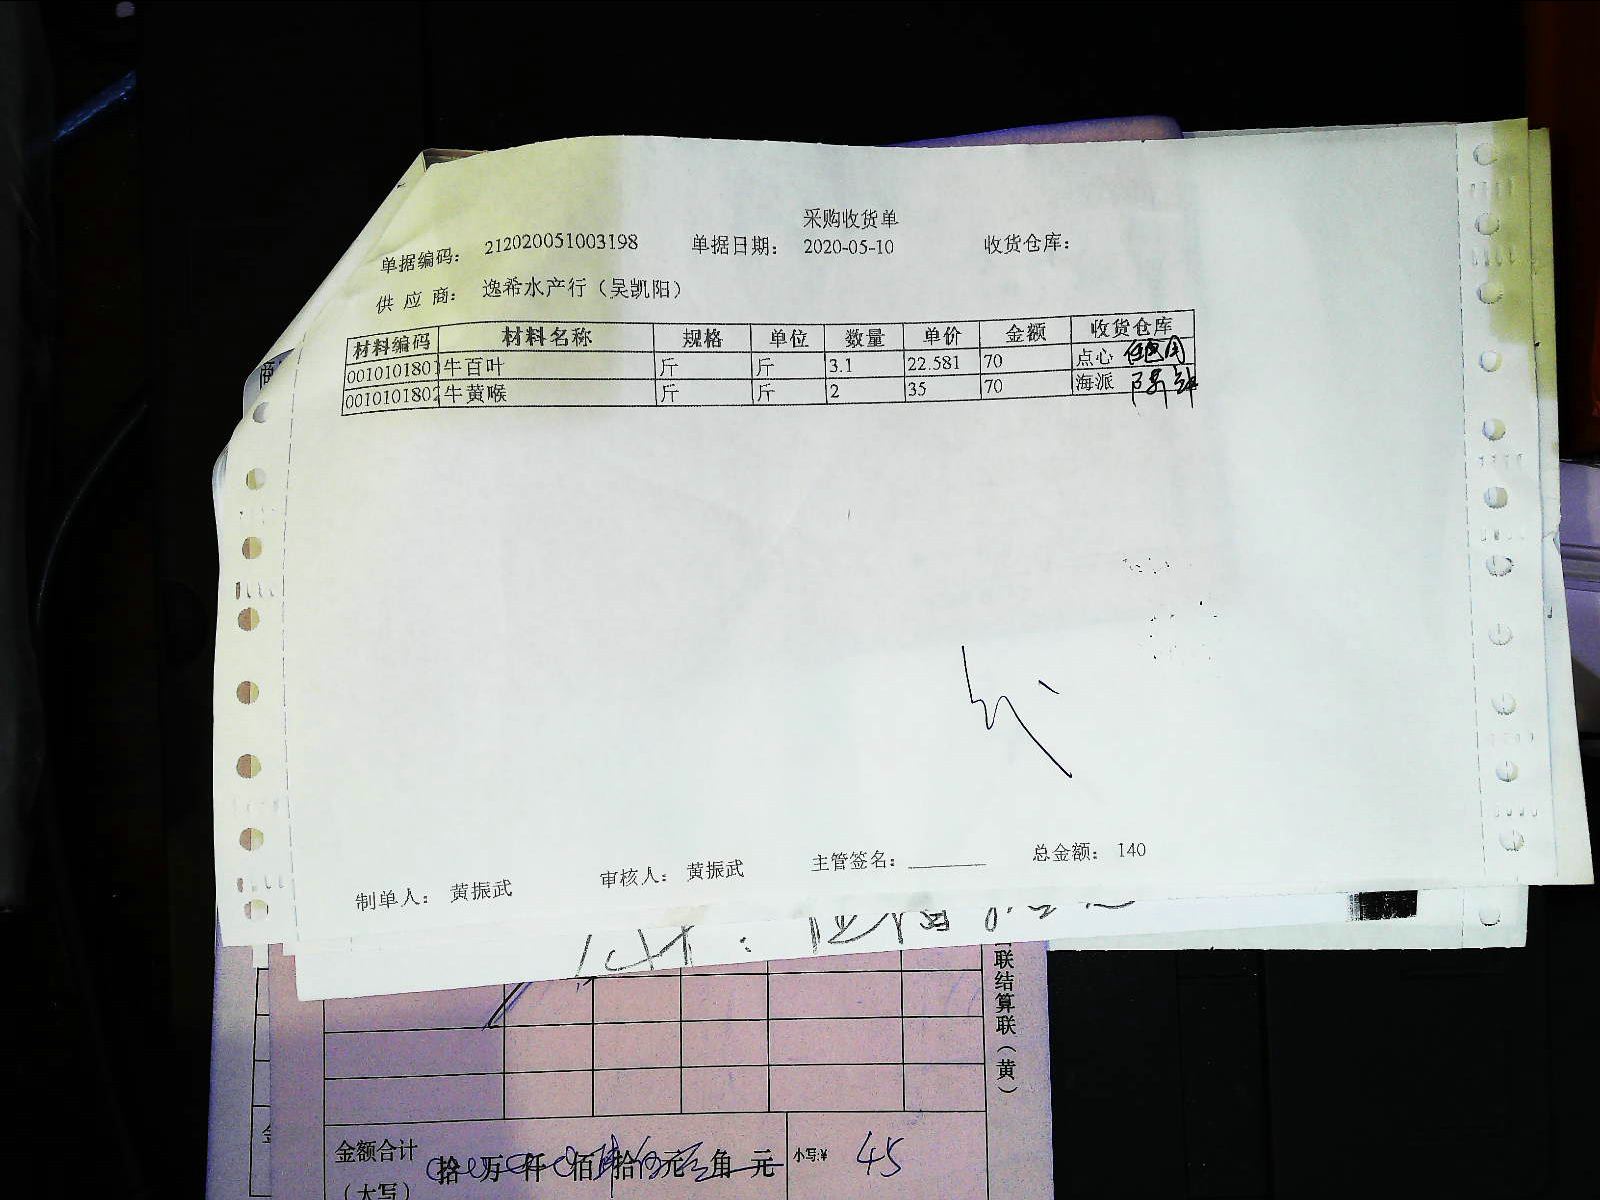 采购收货单
单据编码： 212020051003198 单据日期： 2020-05-10 收货仓库：
供 应 商： 逸希水产行（吴凯阳）
材料编码 材料名称 规格 单位 数量 单价 金额 收货仓库
0010101801 牛百叶 斤 斤 3.1 22.581 70 点心
0010101802 牛黄喉 斤 斤 2 35 70 海派
制单人： 黄振武 审核人： 黄振武 主管签名：________ 总金额： 140
联结算联（黄）
金额合计
（大写）
拾 万 仟 佰 拾 元 角 元 小写:¥ 45